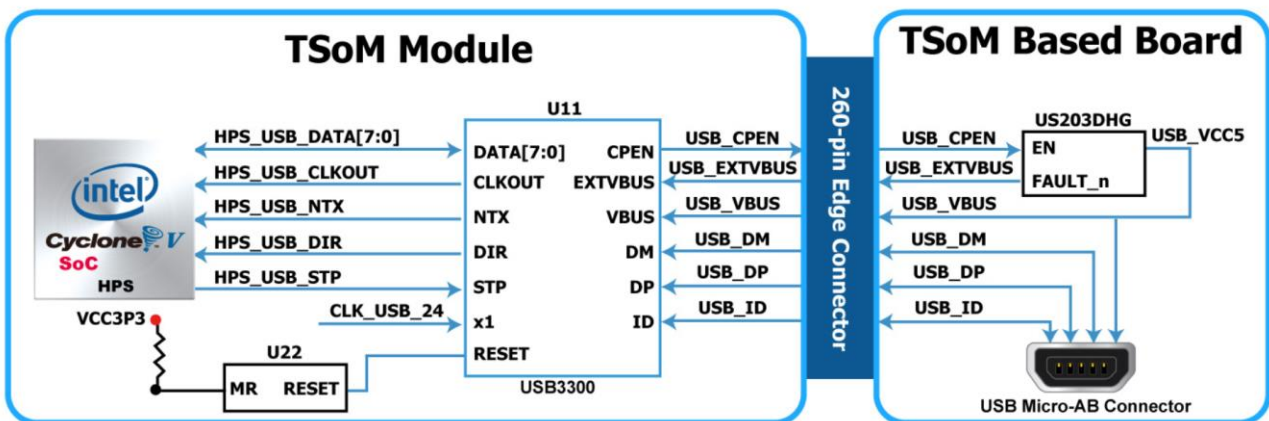 TSoM Module
TSoM Based Board
intel
Cyclone V
SoC
HPS
HPS_USB_DATA[7:0]
HPS_USB_CLKOUT
HPS_USB_NTX
HPS_USB_DIR
HPS_USB_STP
CLK_USB_24
VCC3P3
U22
MR RESET
U11
DATA[7:0] CPEN
CLKOUT EXTVBUS
NTX VBUS
DIR DM
STP DP
x1 ID
RESET
USB3300
USB_CPEN
USB_EXTVBUS
USB_VBUS
USB_DM
USB_DP
USB_ID
260-pin Edge Connector
USB_CPEN
USB_EXTVBUS
USB_VBUS
USB_DM
USB_DP
USB_ID
US203DHG
EN
FAULT_n
USB_VCC5
USB Micro-AB Connector